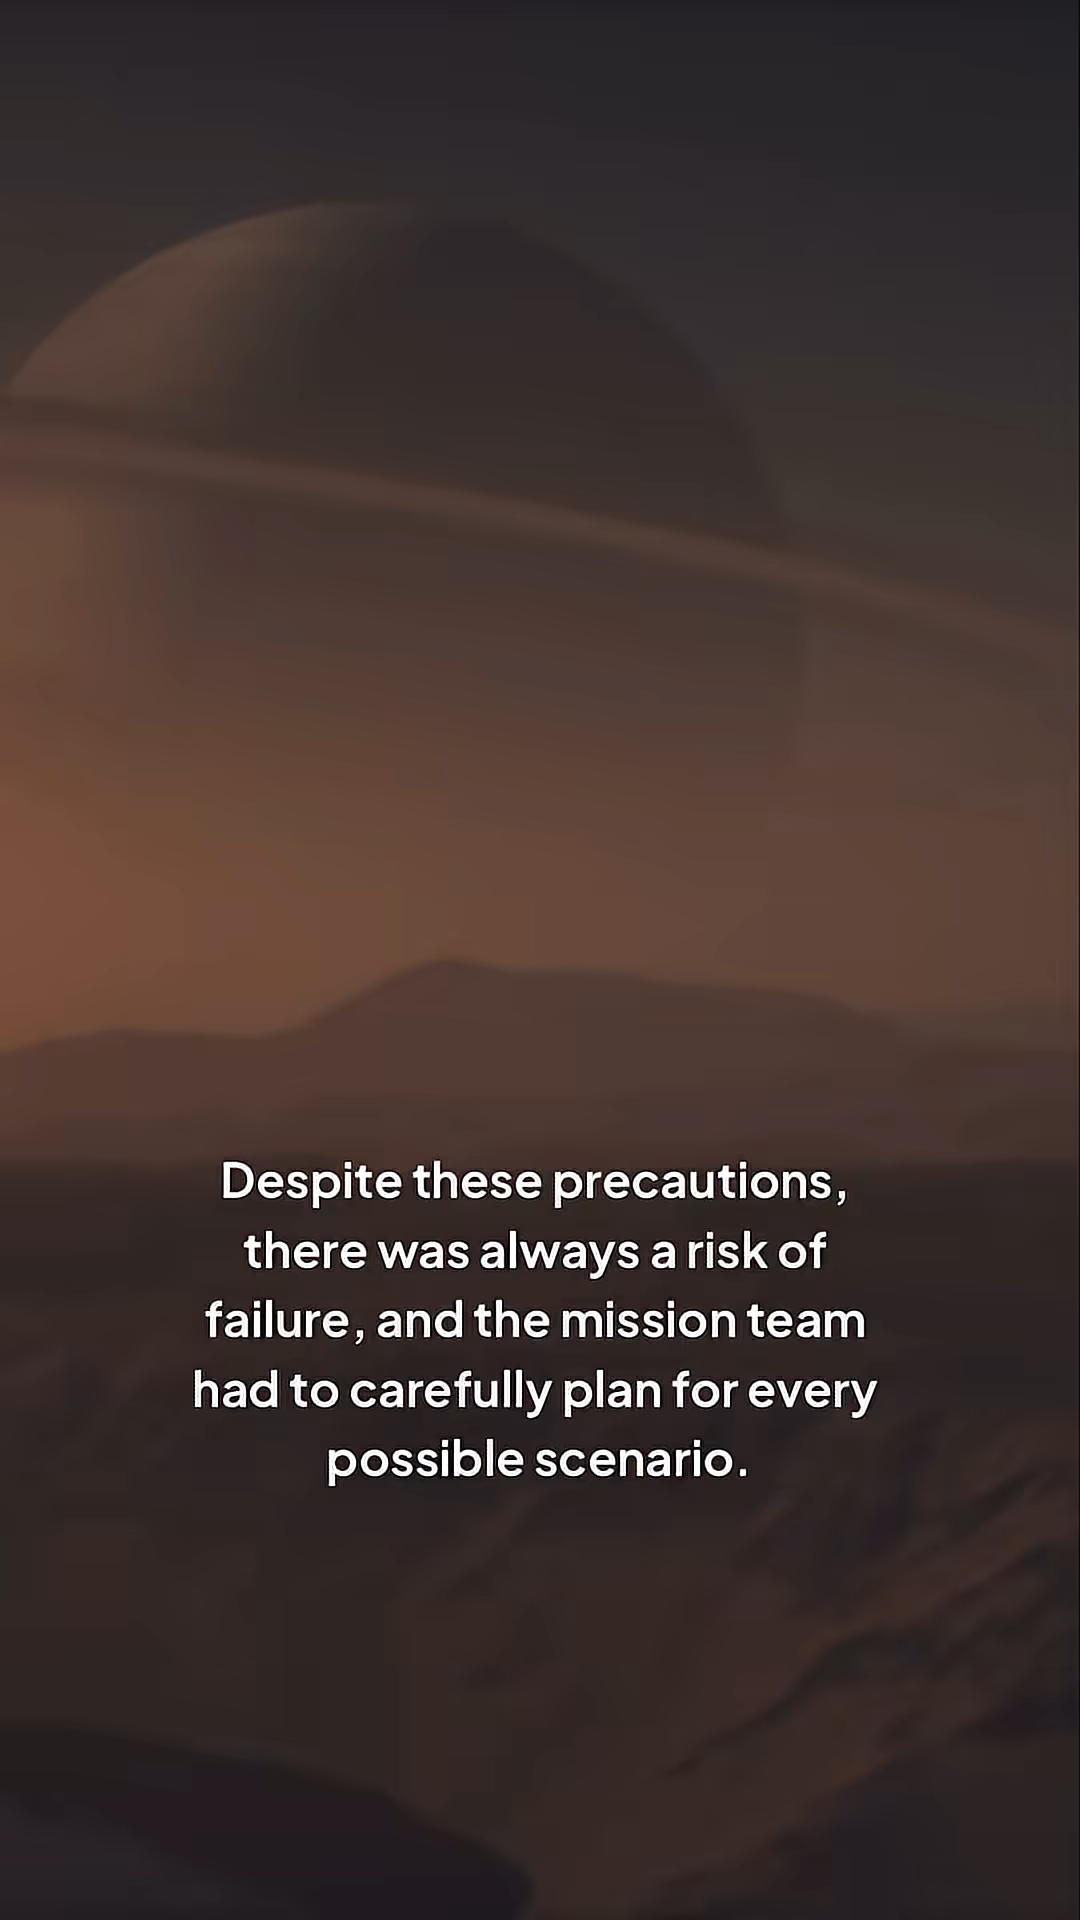 Despite these precautions,
there was always a risk of
failure, and the mission team
had to carefully plan for every
possible scenario.